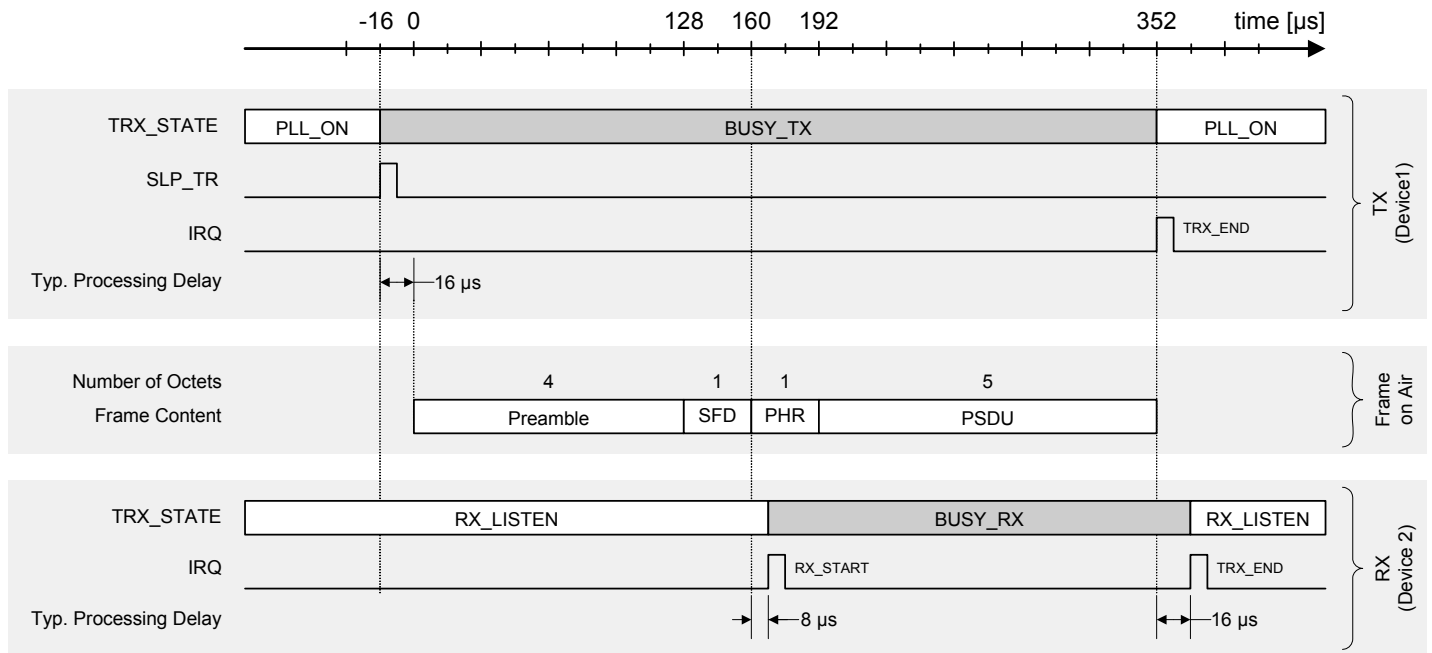 -16 0 128 160 192 352 time [µs]
TRX_STATE PLL_ON BUSY_TX PLL_ON
SLP_TR
IRQ TRX_END
Typ. Processing Delay 16 µs
TX
(Device1)
Number of Octets 4 1 1 5
Frame Content Preamble SFD PHR PSDU
Frame
on Air
TRX_STATE RX_LISTEN BUSY_RX RX_LISTEN
IRQ RX_START TRX_END
Typ. Processing Delay 8 µs 16 µs
RX
(Device 2)